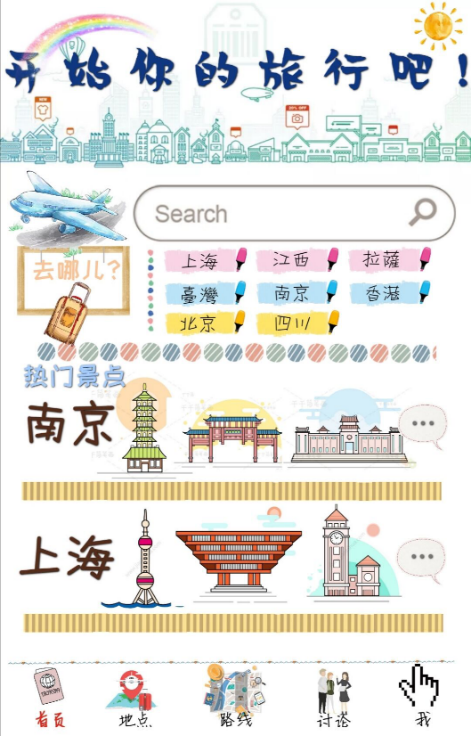 开始你的旅行吧！
Search
去哪儿？
上海 江西 拉薩
臺灣 南京 香港
北京 四川
热门景点
南京
上海
首页 地点 路线 讨论 我